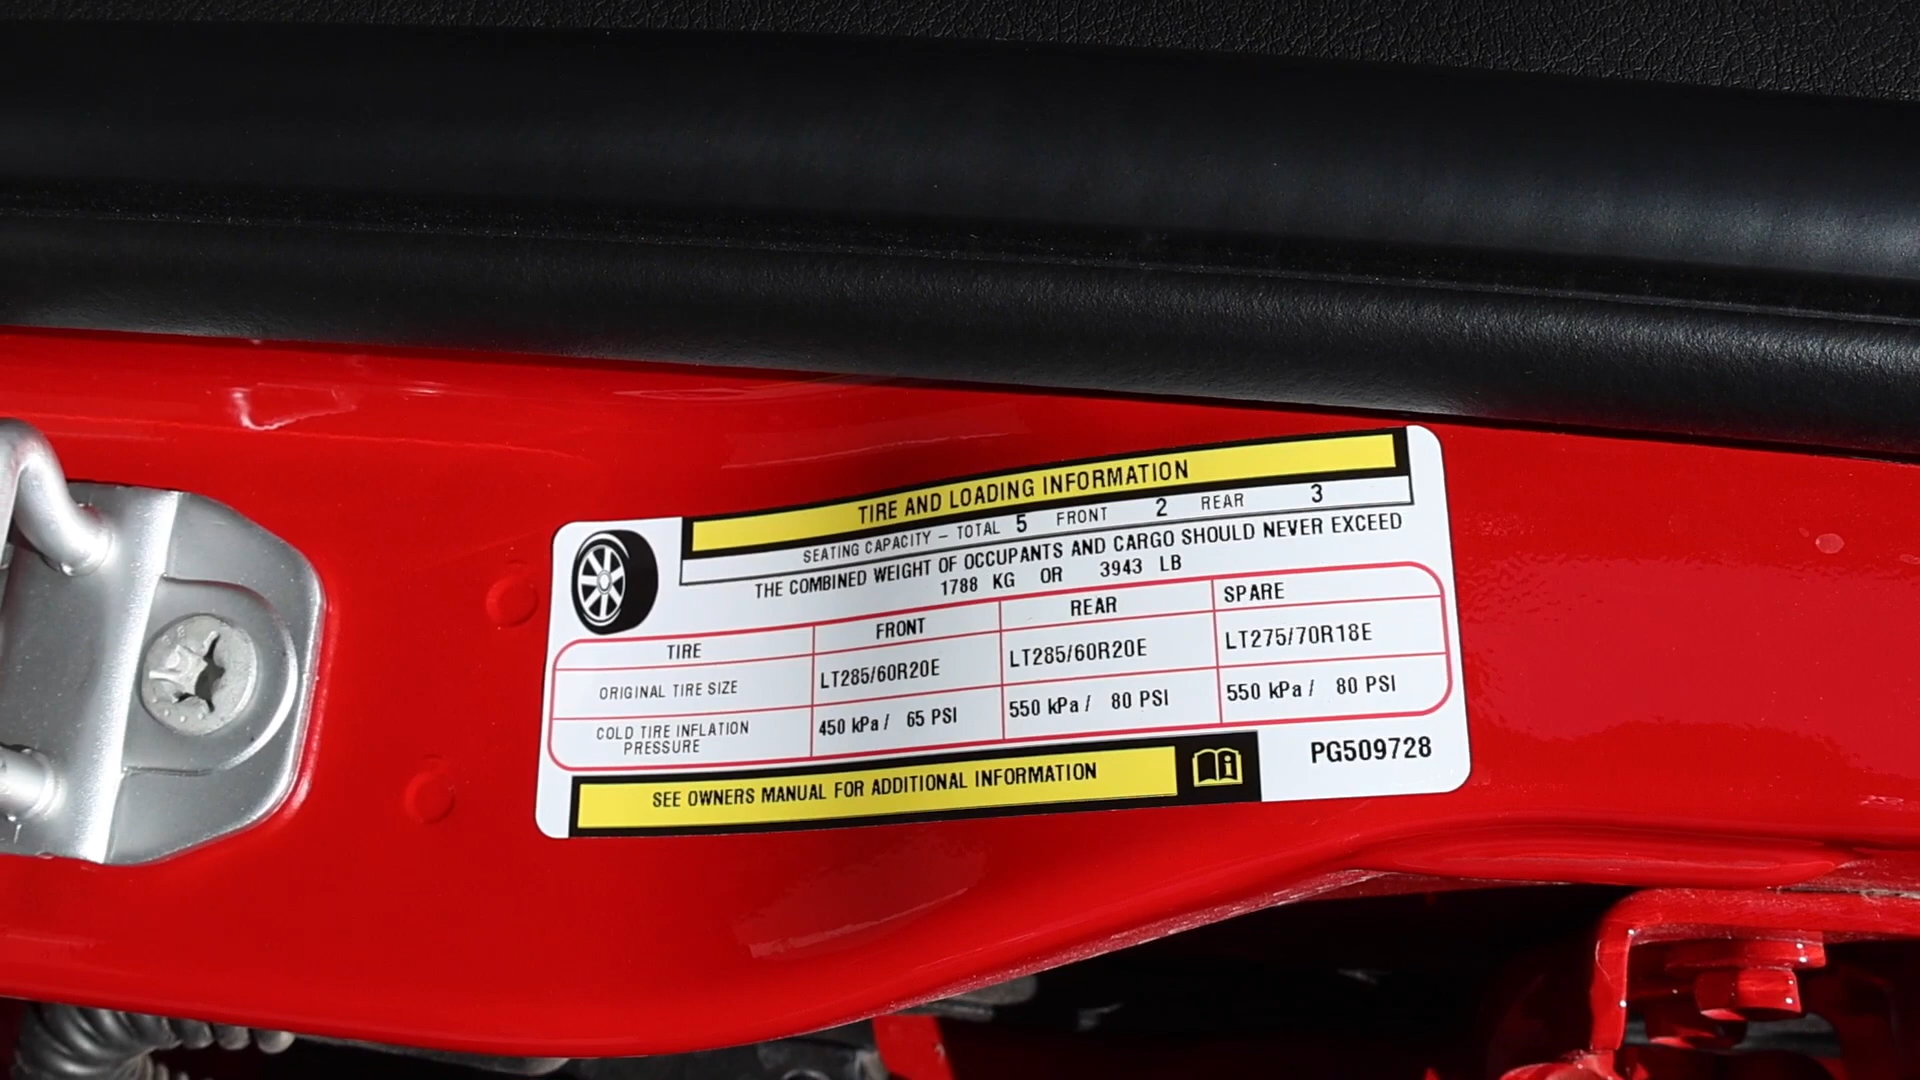 TIRE AND LOADING INFORMATION
SEATING CAPACITY – TOTAL 5 FRONT 2 REAR 3
THE COMBINED WEIGHT OF OCCUPANTS AND CARGO SHOULD NEVER EXCEED
1788 KG OR 3943 LB
TIRE FRONT REAR SPARE
ORIGINAL TIRE SIZE LT285/60R20E LT285/60R20E LT275/70R18E
COLD TIRE INFLATION PRESSURE 450 kPa / 65 PSI 550 kPa / 80 PSI 550 kPa / 80 PSI
SEE OWNERS MANUAL FOR ADDITIONAL INFORMATION
PG509728